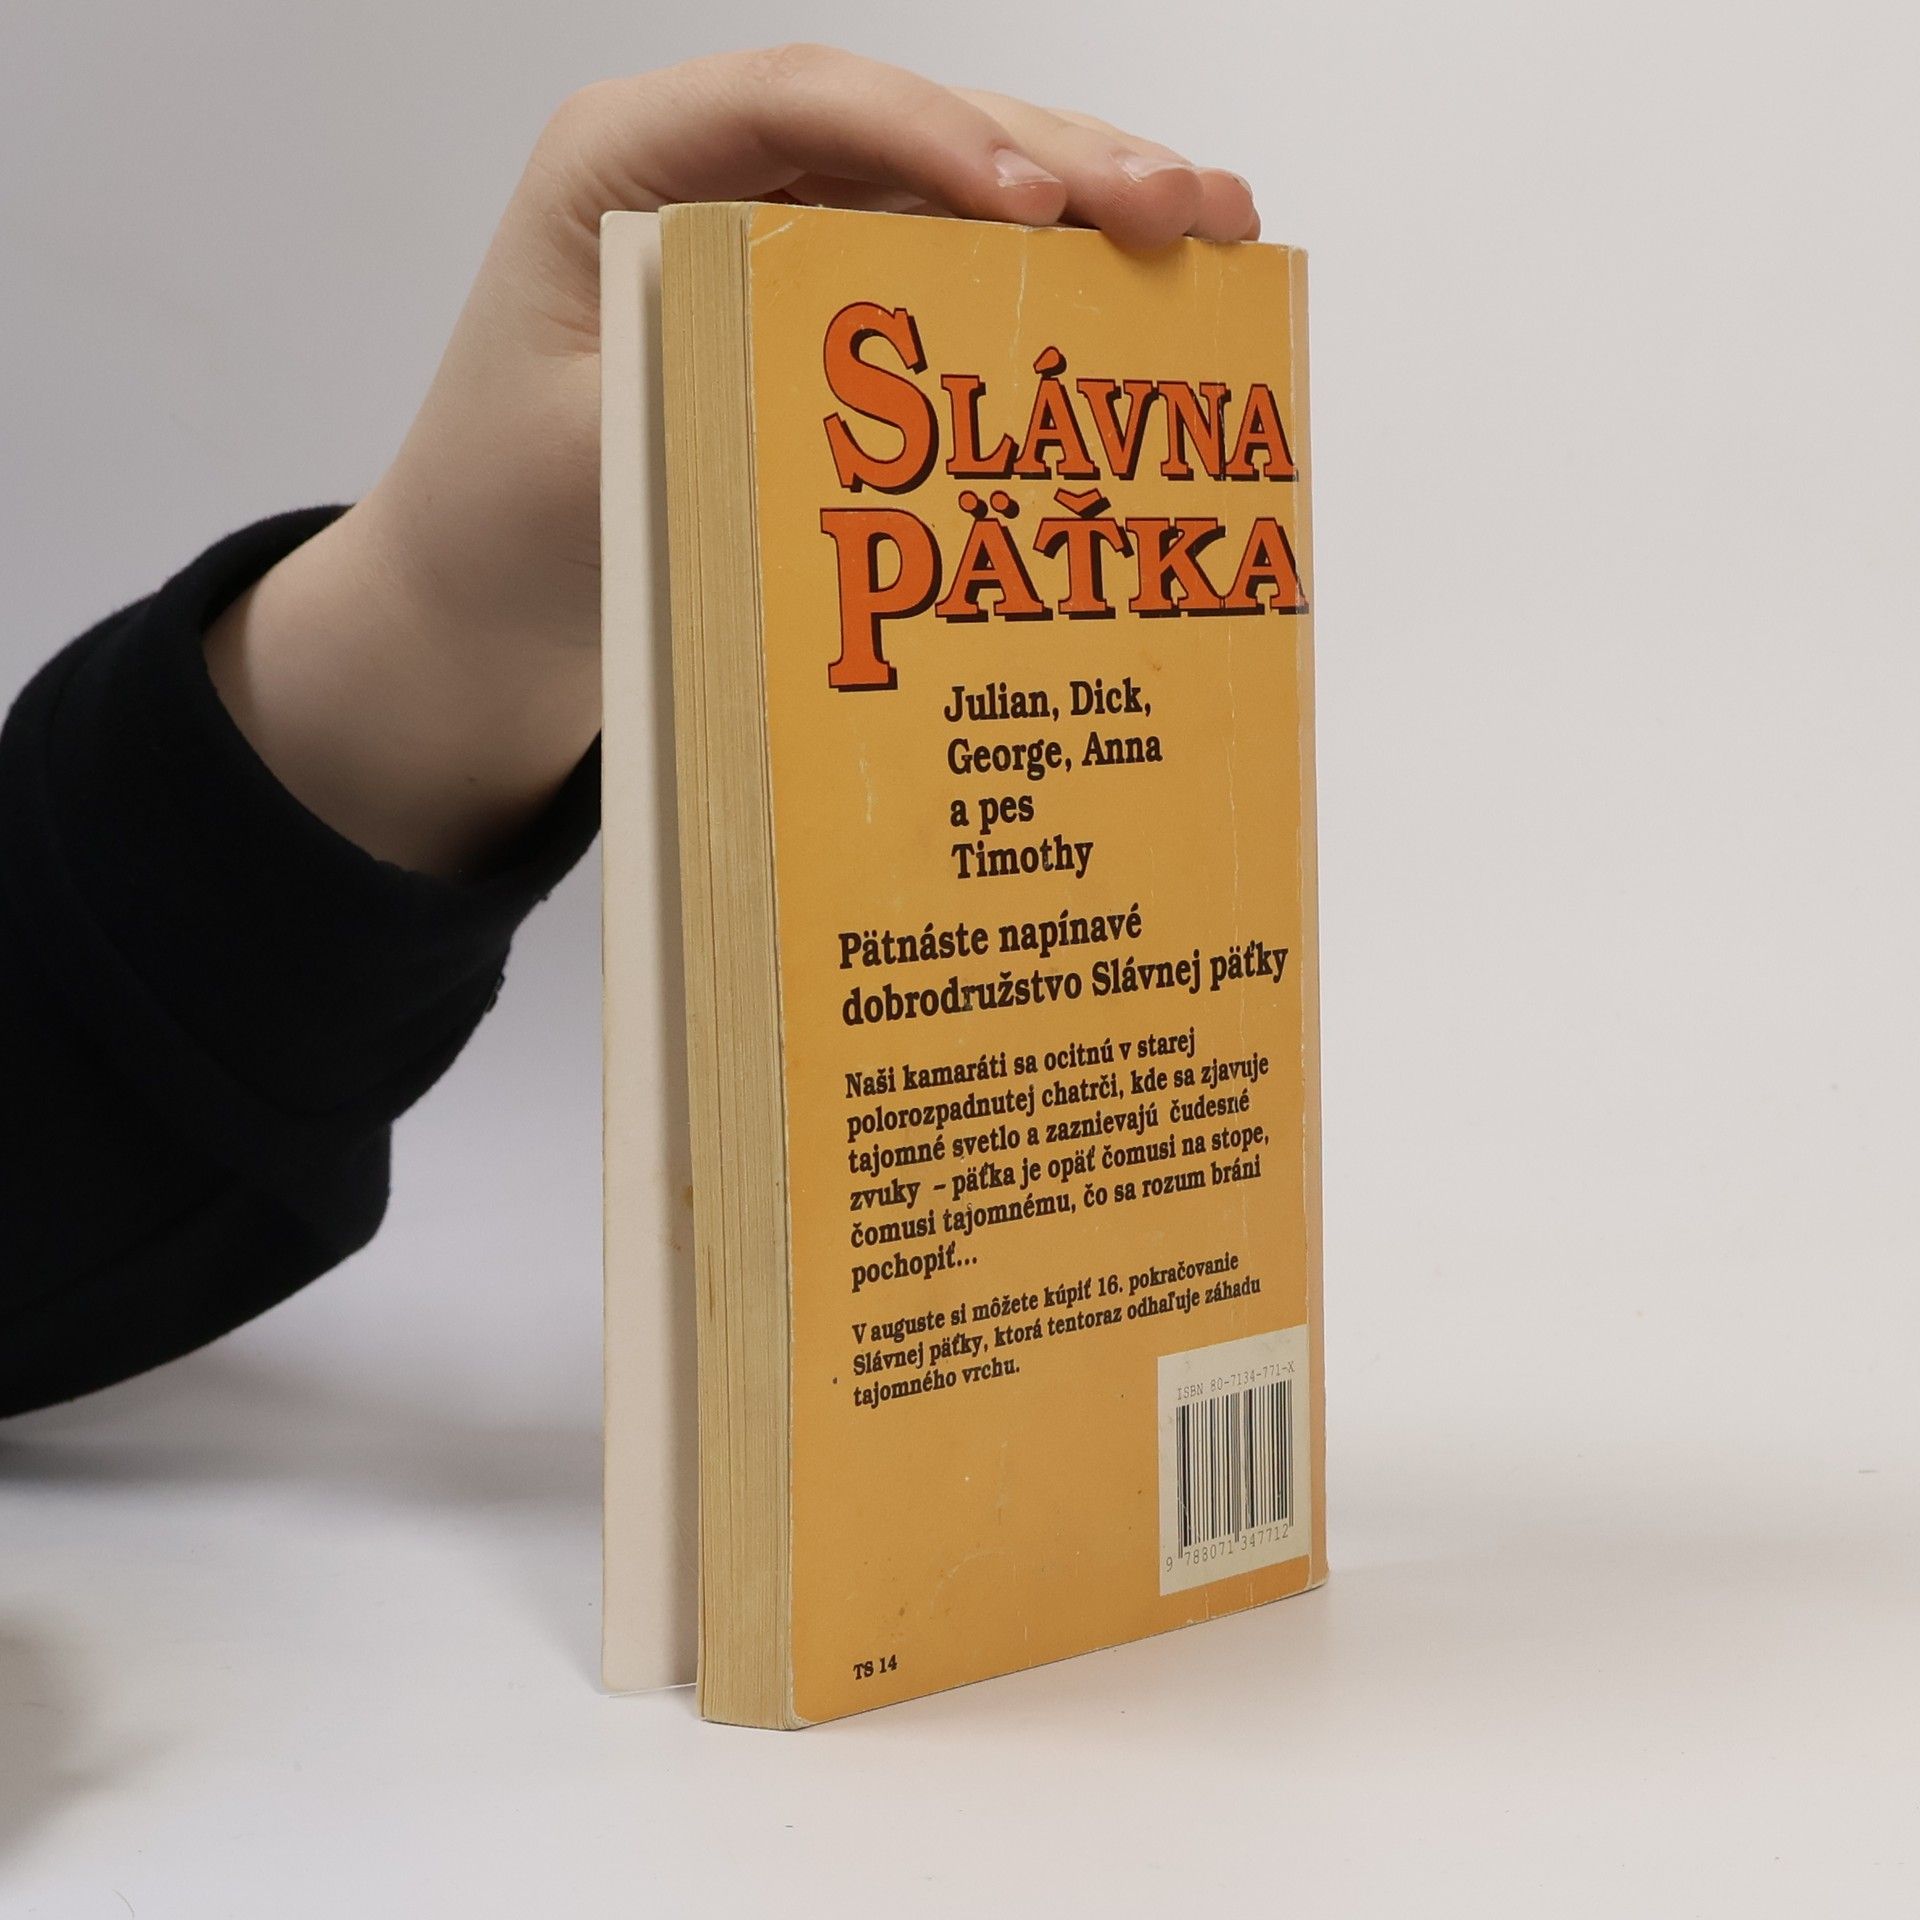 SLÁVNA
PÄŤKA
Julian, Dick,
George, Anna
a pes
Timothy
Pätnáste napínavé
dobrodružstvo Slávnej päťky
Naši kamaráti sa ocitnú v starej
polorozpadnutej chatrči, kde sa zjavuje
tajomné svetlo a zaznievajú čudesné
zvuky – päťka je opäť čomusi na stope,
čomusi tajomnému, čo sa rozum bráni
pochopiť...
V auguste si môžete kúpiť 16. pokračovanie
Slávnej päťky, ktorá tentoraz odhaľuje záhadu
tajomného vrchu.
ISBN 80-7134-771-X
9 788071 347712
TS 14